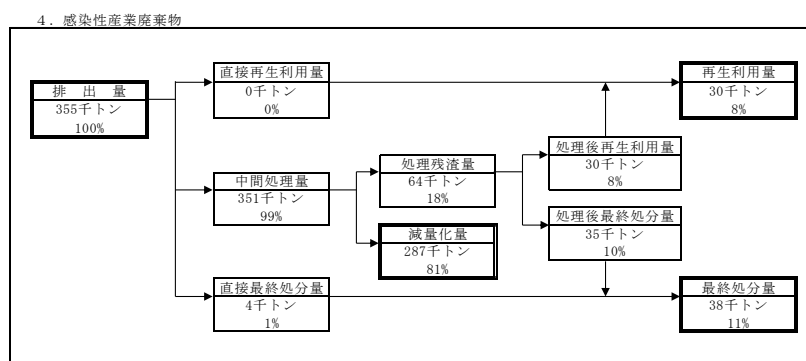 4．感染性産業廃棄物
排　出　量
355千トン
100%
直接再生利用量
0千トン
0%
再生利用量
30千トン
8%
中間処理量
351千トン
99%
処理残渣量
64千トン
18%
処理後再生利用量
30千トン
8%
減量化量
287千トン
81%
処理後最終処分量
35千トン
10%
直接最終処分量
4千トン
1%
最終処分量
38千トン
11%